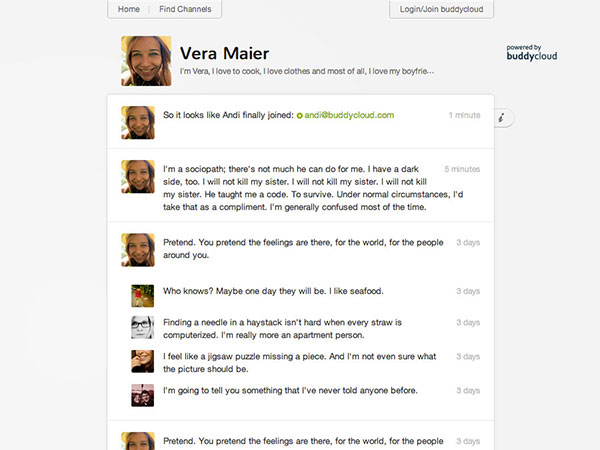 Home
Find Channels
Login/Join buddycloud
Vera Maier
I'm Vera, I love to cook, I love clothes and most of all, I love my boyfrie...
powered by
buddycloud
So it looks like Andi finally joined: andi@buddycloud.com
1 minute
i
I'm a sociopath; there's not much he can do for me. I have a dark
5 minutes
side, too. I will not kill my sister. I will not kill my sister. I will not kill
my sister. He taught me a code. To survive. Under normal circumstances, I'd
take that as a compliment. I'm generally confused most of the time.
Pretend. You pretend the feelings are there, for the world, for the people
3 days
around you.
Who knows? Maybe one day they will be. I like seafood.
3 days
Finding a needle in a haystack isn't hard when every straw is
3 days
computerized. I'm really more an apartment person.
I feel like a jigsaw puzzle missing a piece. And I'm not even sure what
3 days
the picture should be.
I'm going to tell you something that I've never told anyone before.
3 days
Pretend. You pretend the feelings are there, for the world, for the people
3 days